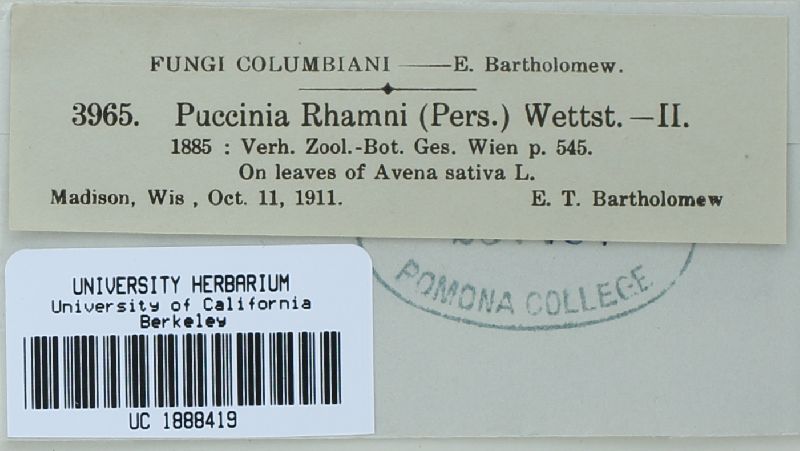 FUNGI COLUMBIANI —— E. Bartholomew.
3965. Puccinia Rhamni (Pers.) Wettst. — II.
1885 : Verh. Zool.-Bot. Ges. Wien p. 545.
On leaves of Avena sativa L.
Madison, Wis , Oct. 11, 1911. E. T. Bartholomew
POMONA COLLEGE
UNIVERSITY HERBARIUM
University of California
Berkeley
UC 1888419